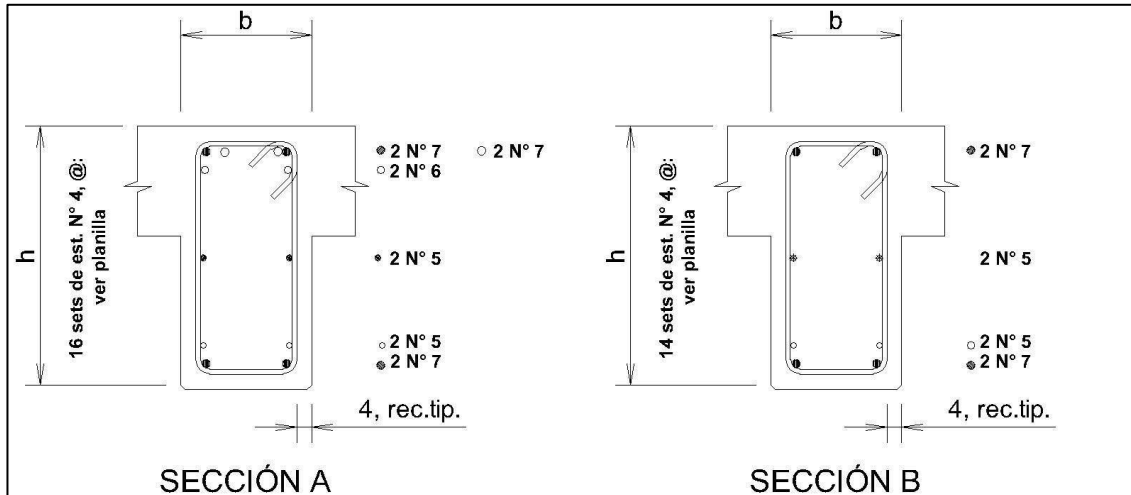 b
h
16 sets de est. N° 4, @:
ver planilla
2 N° 7
2 N° 7
2 N° 6
2 N° 5
2 N° 5
2 N° 7
4, rec.tip.
SECCIÓN A
b
h
14 sets de est. N° 4, @:
ver planilla
2 N° 7
2 N° 5
2 N° 5
2 N° 7
4, rec.tip.
SECCIÓN B